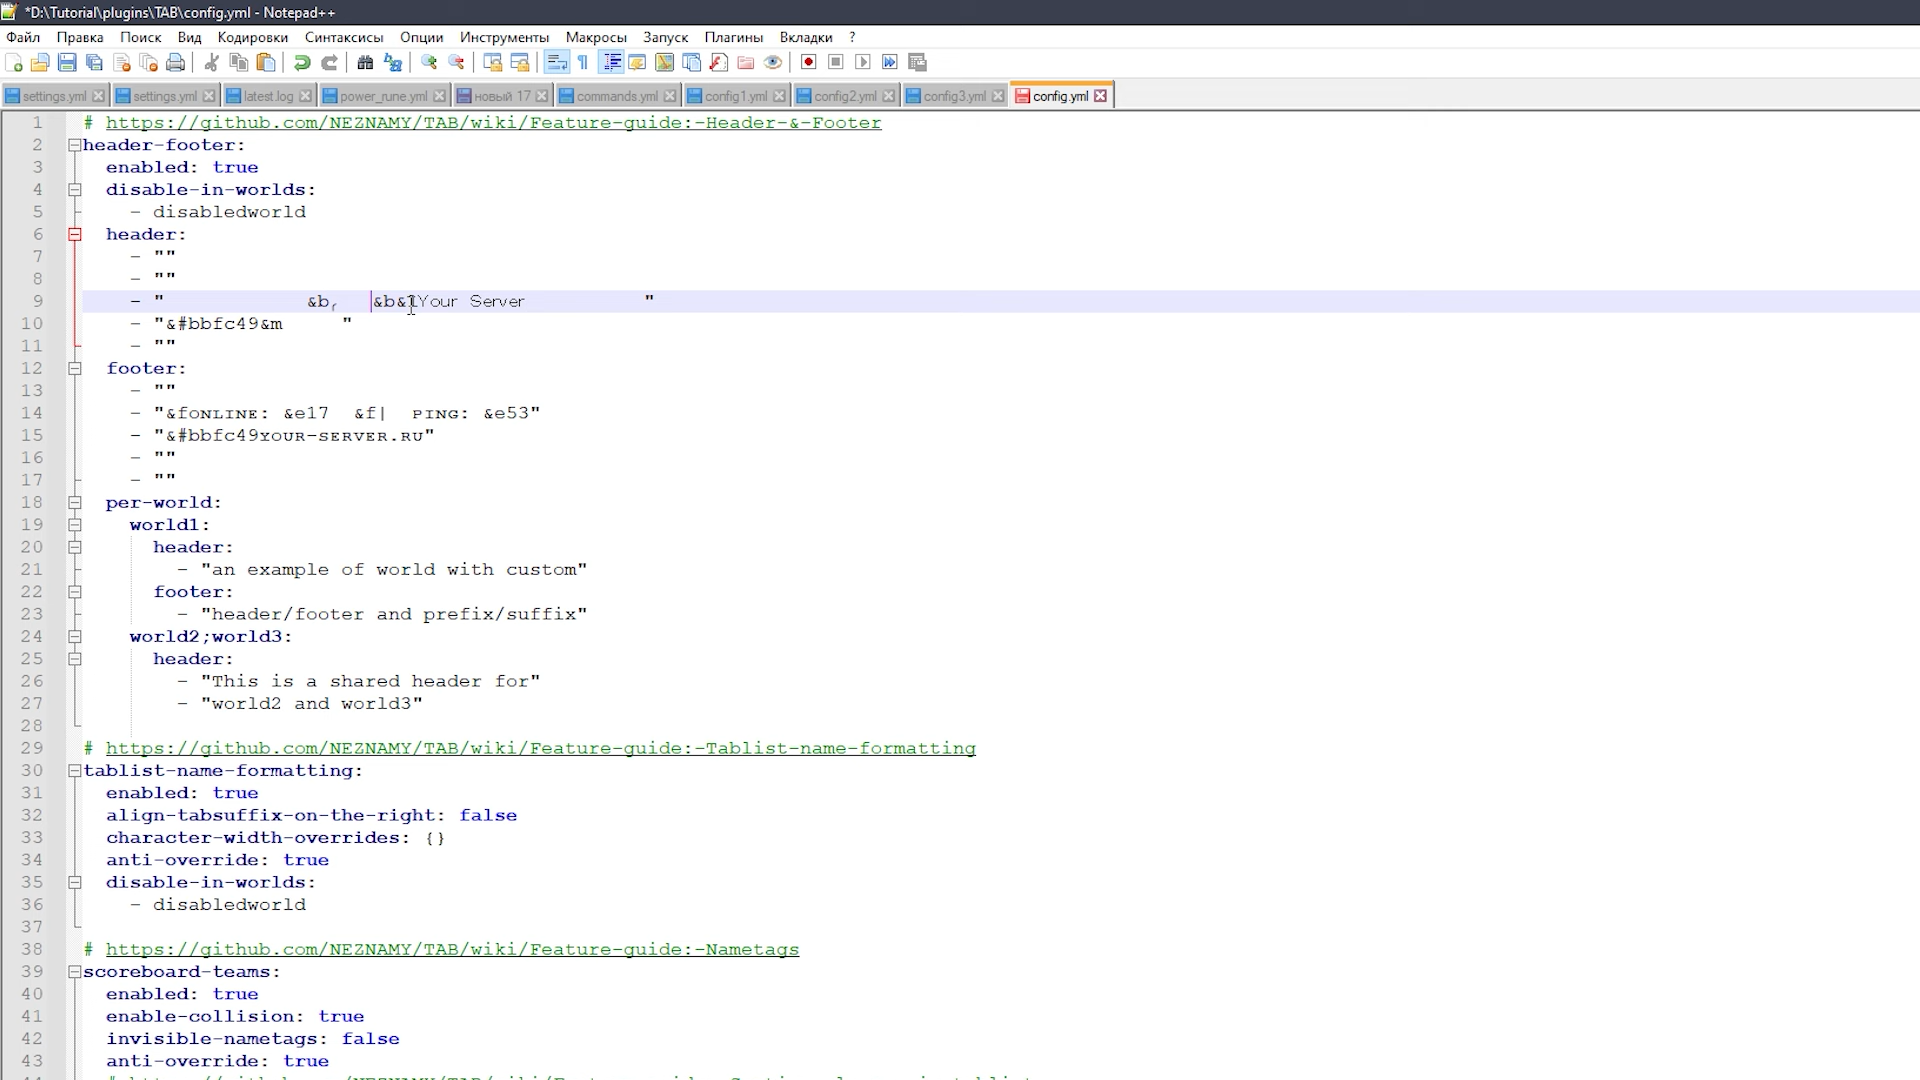 *D:\Tutorial\plugins\TAB\config.yml - Notepad++
Файл Правка Поиск Вид Кодировки Синтаксисы Опции Инструменты Макросы Запуск Плагины Вкладки ?
settings.yml settings.yml latest.log power_rune.yml новый 17 commands.yml config1.yml config2.yml config3.yml config.yml
1 # https://github.com/NEZNAMY/TAB/wiki/Feature-guide:-Header-&-Footer
2 header-footer:
3 enabled: true
4 disable-in-worlds:
5 - disabledworld
6 header:
7 - ""
8 - ""
9 - " &b &b&lYour Server "
10 - "&#bbfc49&m "
11 - ""
12 footer:
13 - ""
14 - "&fᴏɴʟɪɴᴇ: &e17 &f| ᴘɪɴɢ: &e53"
15 - "&#bbfc49ʏᴏᴜʀ-sᴇʀᴠᴇʀ.ʀᴜ"
16 - ""
17 - ""
18 per-world:
19 world1:
20 header:
21 - "an example of world with custom"
22 footer:
23 - "header/footer and prefix/suffix"
24 world2;world3:
25 header:
26 - "This is a shared header for"
27 - "world2 and world3"
28
29 # https://github.com/NEZNAMY/TAB/wiki/Feature-guide:-Tablist-name-formatting
30 tablist-name-formatting:
31 enabled: true
32 align-tabsuffix-on-the-right: false
33 character-width-overrides: {}
34 anti-override: true
35 disable-in-worlds:
36 - disabledworld
37
38 # https://github.com/NEZNAMY/TAB/wiki/Feature-guide:-Nametags
39 scoreboard-teams:
40 enabled: true
41 enable-collision: true
42 invisible-nametags: false
43 anti-override: true